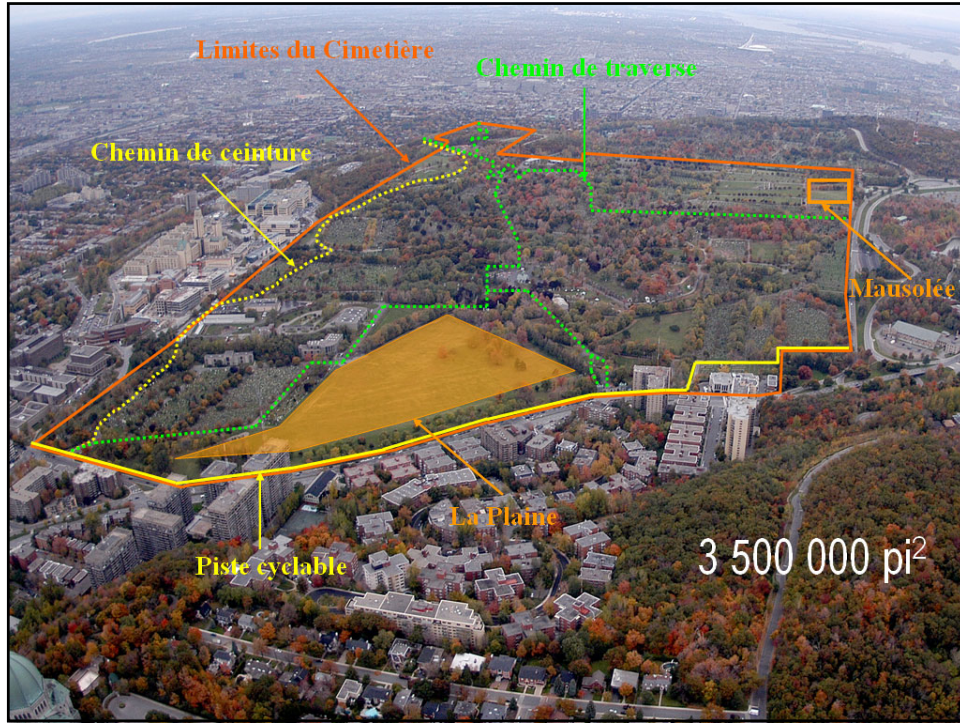 Limites du Cimetière
Chemin de traverse
Chemin de ceinture
Mausolée
La Plaine
Piste cyclable
3 500 000 pi²